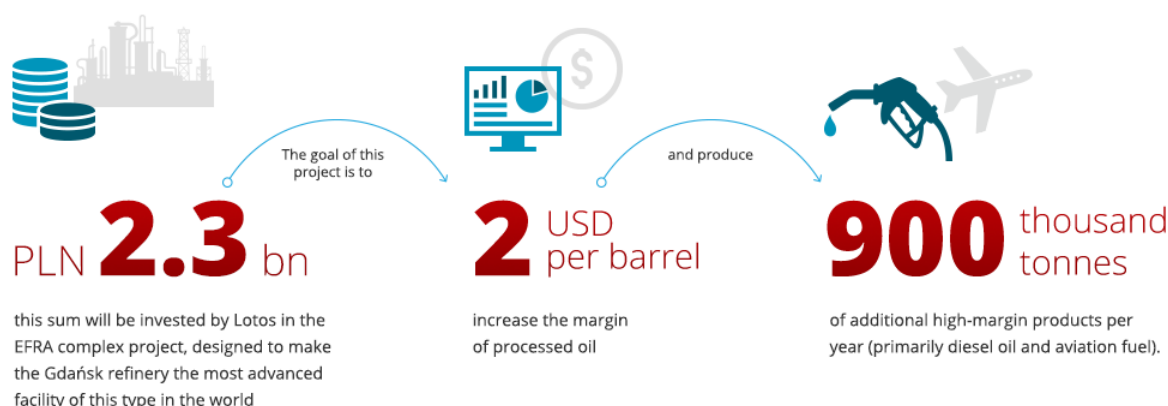 The goal of this
project is to
and produce
PLN 2.3 bn
2 USD
per barrel
900 thousand
tonnes
this sum will be invested by Lotos in the
EFRA complex project, designed to make
the Gdańsk refinery the most advanced
facility of this type in the world
increase the margin
of processed oil
of additional high-margin products per
year (primarily diesel oil and aviation fuel).